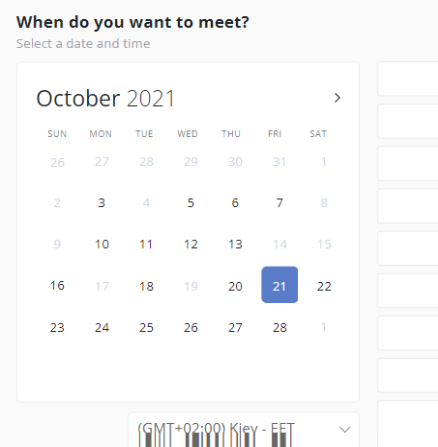 When do you want to meet?
Select a date and time
October 2021
SUN MON TUE WED THU FRI SAT
26 27 28 29 30 31 1
2 3 4 5 6 7 8
9 10 11 12 13 14 15
16 17 18 19 20 21 22
23 24 25 26 27 28 1
(GMT+02:00) Kiev - EET